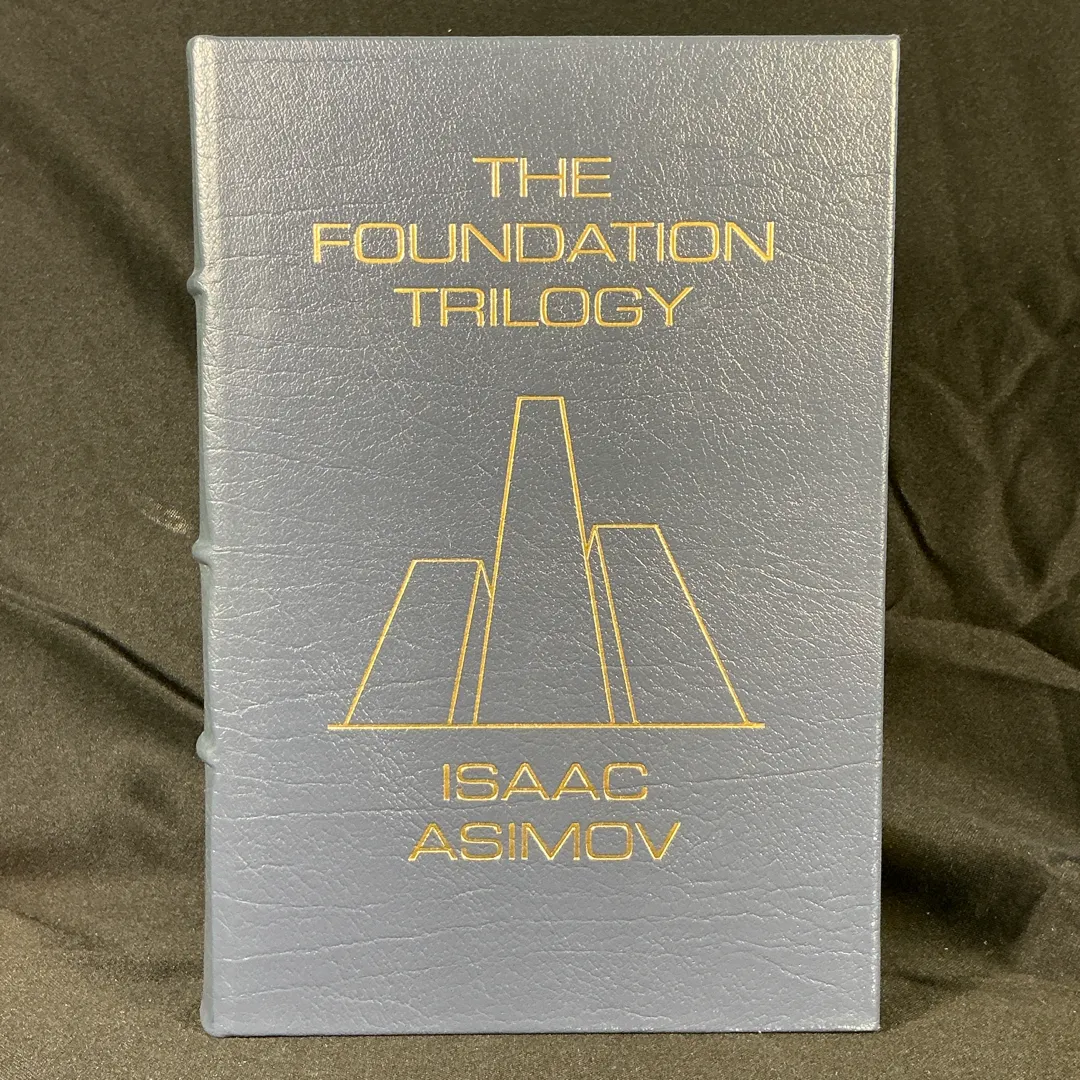 THE
FOUNDATION
TRILOGY
ISAAC
ASIMOV